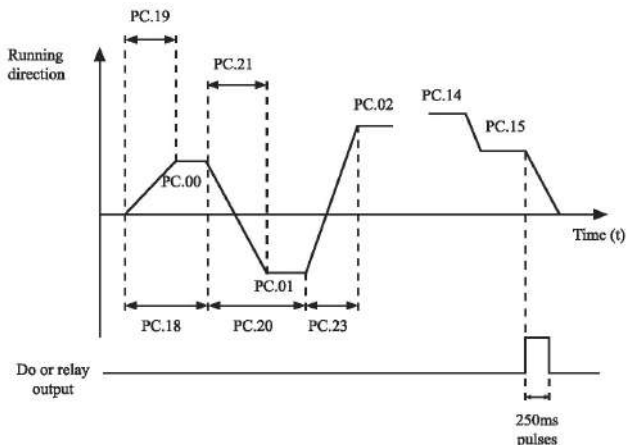 PC.19
Running
direction
PC.21
PC.02
PC.14
PC.15
PC.00
Time (t)
PC.01
PC.18
PC.20
PC.23
Do or relay
output
250ms
pulses